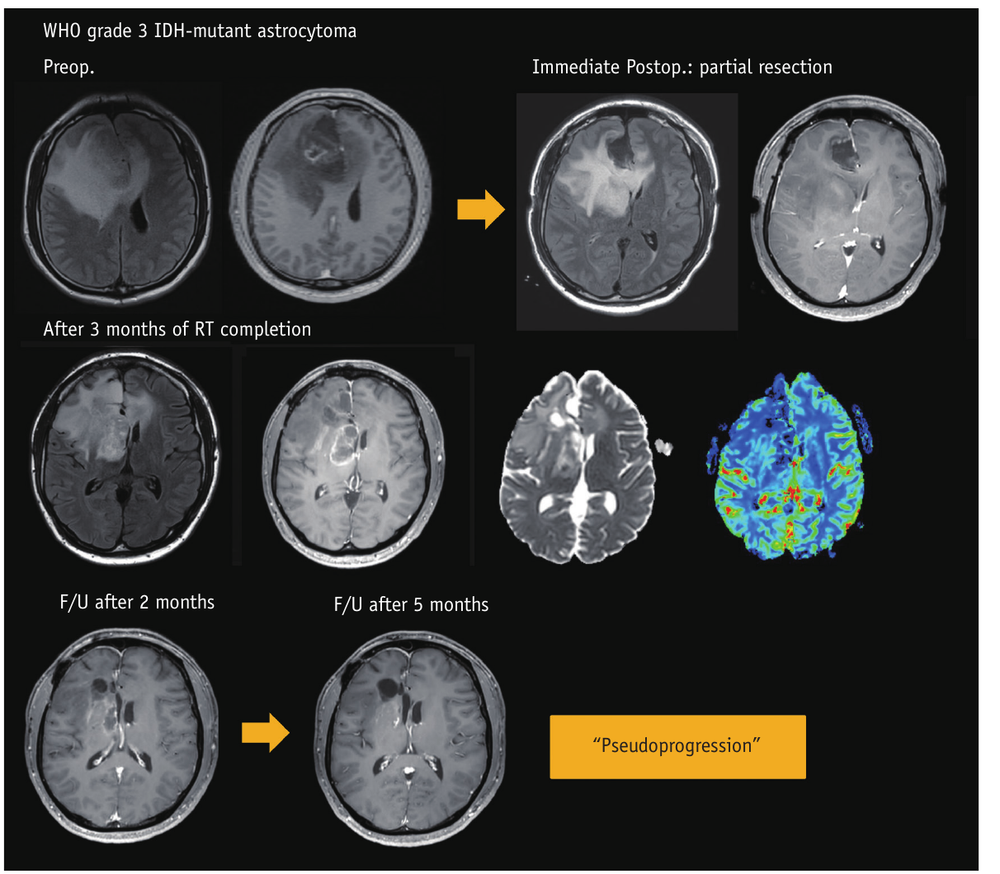 WHO grade 3 IDH-mutant astrocytoma
Preop.
Immediate Postop.: partial resection
After 3 months of RT completion
F/U after 2 months
F/U after 5 months
“Pseudoprogression”